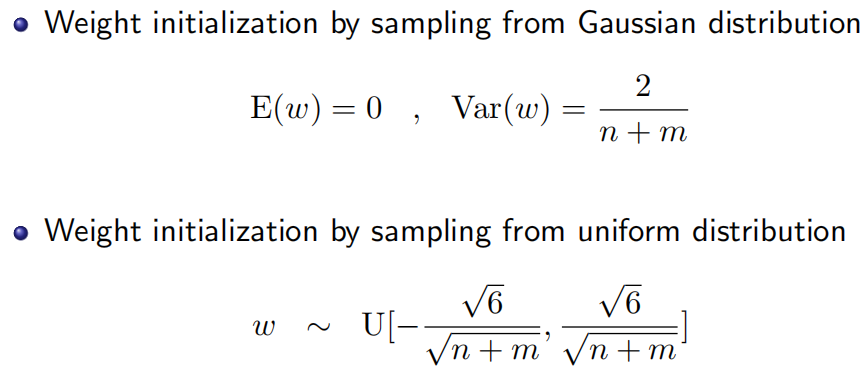 Weight initialization by sampling from Gaussian distribution
E(w) = 0 , Var(w) = 2 / (n + m)
Weight initialization by sampling from uniform distribution
w ∼ U[−√6 / √(n + m), √6 / √(n + m)]